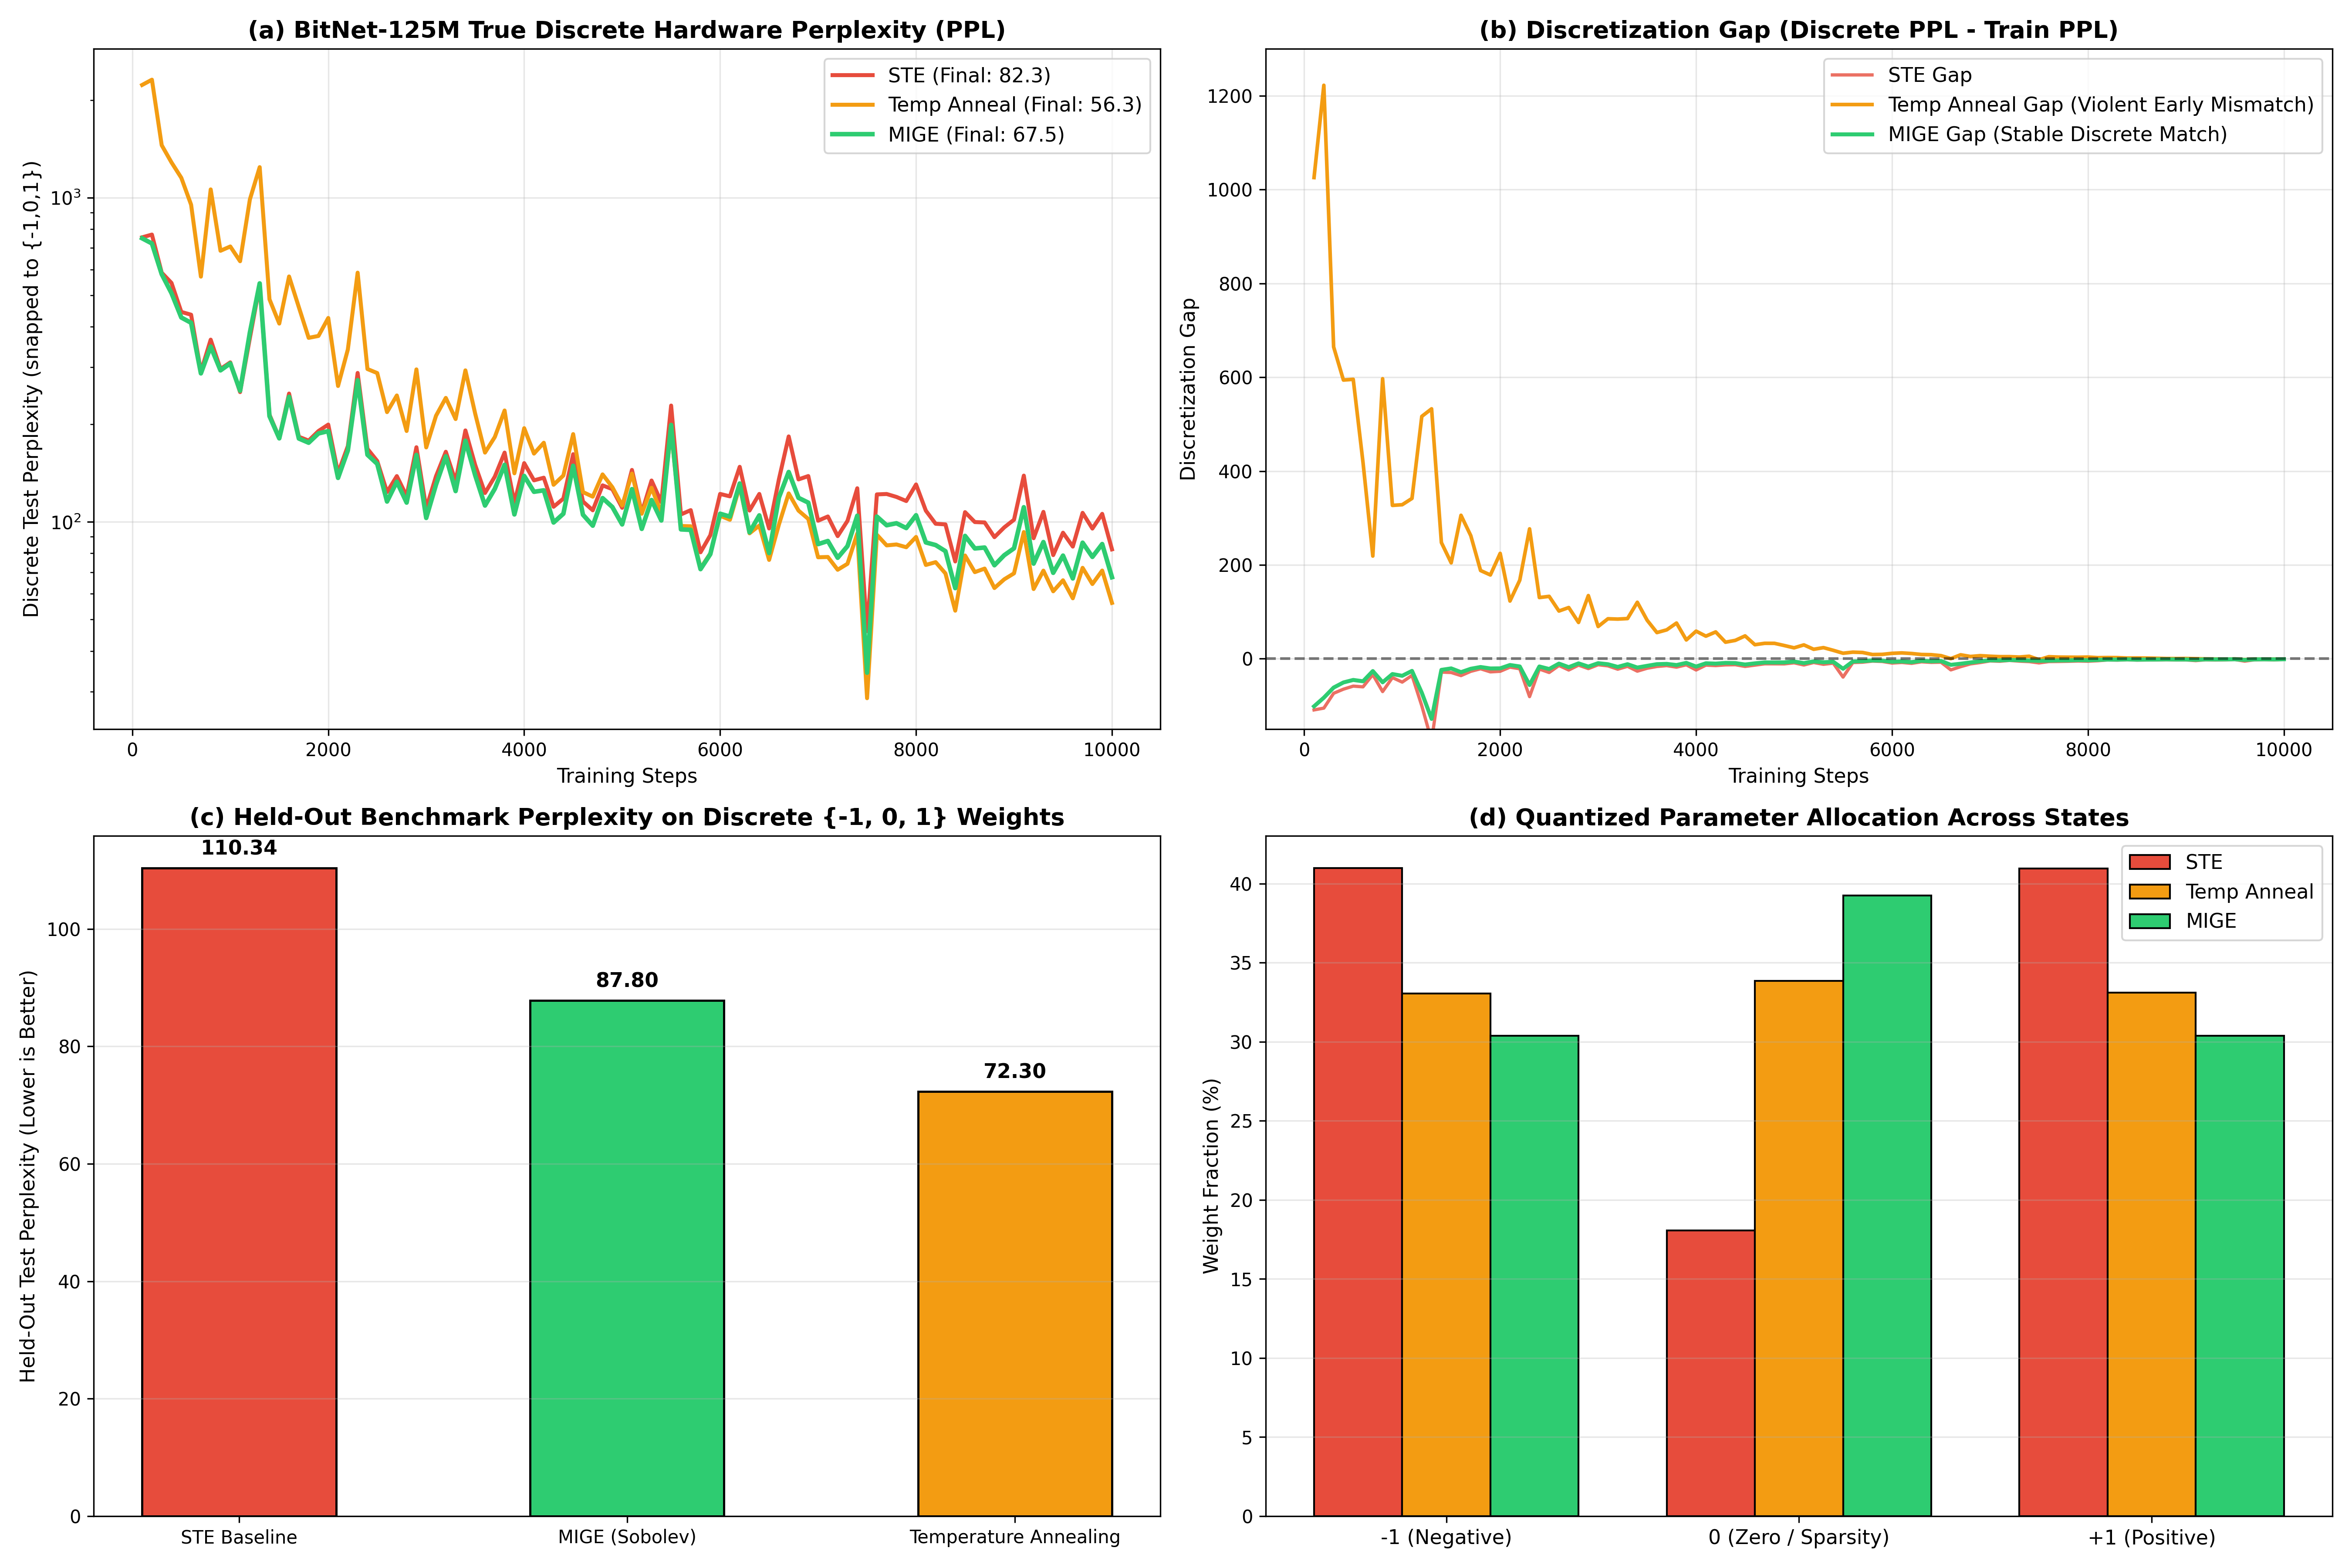 (a) BitNet-125M True Discrete Hardware Perplexity (PPL)
Discrete Test Perplexity (snapped to {-1,0,1})
10³
10²
STE (Final: 82.3)
Temp Anneal (Final: 56.3)
MIGE (Final: 67.5)
0
2000
4000
6000
8000
10000
Training Steps
(b) Discretization Gap (Discrete PPL - Train PPL)
Discretization Gap
1200
1000
800
600
400
200
0
STE Gap
Temp Anneal Gap (Violent Early Mismatch)
MIGE Gap (Stable Discrete Match)
0
2000
4000
6000
8000
10000
Training Steps
(c) Held-Out Benchmark Perplexity on Discrete {-1, 0, 1} Weights
Held-Out Test Perplexity (Lower is Better)
100
80
60
40
20
0
110.34
87.80
72.30
STE Baseline
MIGE (Sobolev)
Temperature Annealing
(d) Quantized Parameter Allocation Across States
Weight Fraction (%)
40
35
30
25
20
15
10
5
0
STE
Temp Anneal
MIGE
-1 (Negative)
0 (Zero / Sparsity)
+1 (Positive)